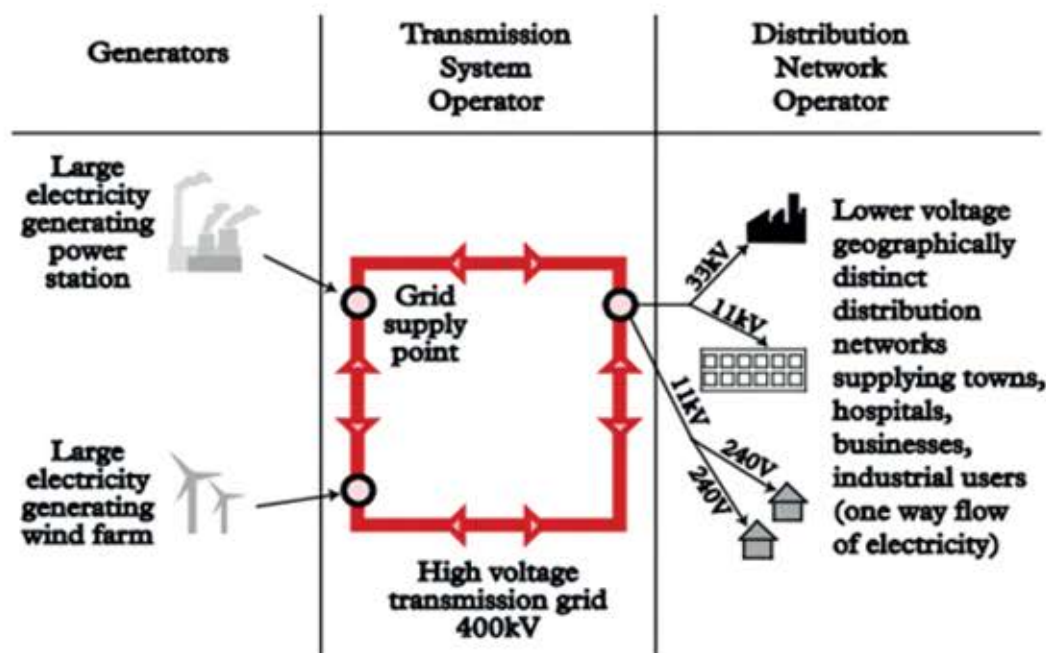 Generators
Transmission
System
Operator
Distribution
Network
Operator
Large
electricity
generating
power
station
Grid
supply
point
Large
electricity
generating
wind farm
High voltage
transmission grid
400kV
33kV
11kV
11kV
240V
240V
Lower voltage
geographically
distinct
distribution
networks
supplying towns,
hospitals,
businesses,
industrial users
(one way flow
of electricity)